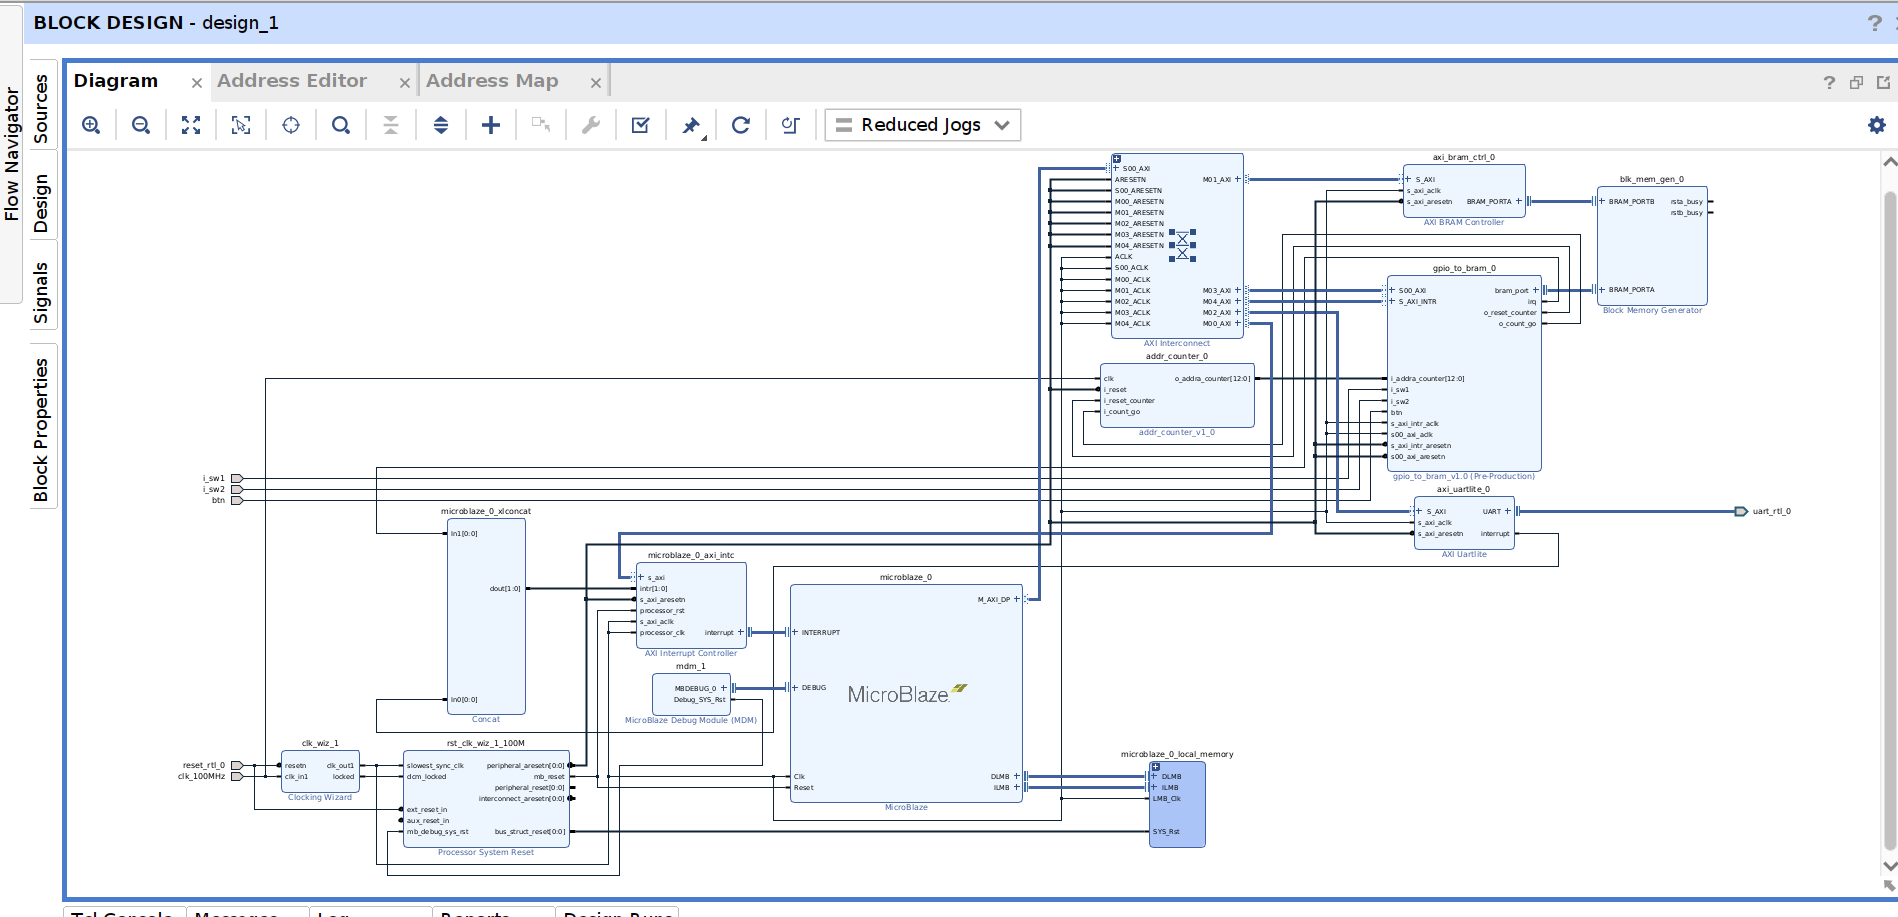 BLOCK DESIGN - design_1
?
Flow Navigator
Sources
Design
Signals
Block Properties
Diagram
Address Editor
Address Map
?
Reduced Jogs
S00_AXI
ARESETN
S00_ARESETN
M00_ARESETN
M01_ARESETN
M02_ARESETN
M03_ARESETN
M04_ARESETN
ACLK
S00_ACLK
M00_ACLK
M01_ACLK
M02_ACLK
M03_ACLK
M04_ACLK
M01_AXI
M03_AXI
M04_AXI
M02_AXI
M00_AXI
AXI Interconnect
axi_bram_ctrl_0
S_AXI
s_axi_aclk
s_axi_aresetn
BRAM_PORTA
AXI BRAM Controller
blk_mem_gen_0
BRAM_PORTB
rsta_busy
rstb_busy
BRAM_PORTA
Block Memory Generator
gpio_to_bram_0
S00_AXI
S_AXI_INTR
bram_port
irq
o_reset_counter
o_count_go
i_addra_counter[12:0]
i_sw1
i_sw2
btn
s_axi_intr_aclk
s00_axi_aclk
s_axi_intr_aresetn
s00_axi_aresetn
gpio_to_bram_v1.0 (Pre-Production)
addr_counter_0
clk
i_reset
i_reset_counter
i_count_go
o_addra_counter[12:0]
addr_counter_v1_0
i_sw1
i_sw2
btn
axi_uartlite_0
S_AXI
s_axi_aclk
s_axi_aresetn
UART
interrupt
AXI Uartlite
uart_rtl_0
microblaze_0_xlconcat
In1[0:0]
dout[1:0]
In0[0:0]
Concat
microblaze_0_axi_intc
s_axi
intr[1:0]
s_axi_aresetn
processor_rst
s_axi_aclk
processor_clk
interrupt
AXI Interrupt Controller
mdm_1
MBDEBUG_0
Debug_SYS_Rst
MicroBlaze Debug Module (MDM)
microblaze_0
M_AXI_DP
INTERRUPT
DEBUG
MicroBlaze
Clk
Reset
DLMB
ILMB
MicroBlaze
microblaze_0_local_memory
DLMB
ILMB
LMB_Clk
SYS_Rst
reset_rtl_0
clk_100MHz
clk_wiz_1
resetn
clk_in1
clk_out1
locked
Clocking Wizard
rst_clk_wiz_1_100M
slowest_sync_clk
dcm_locked
ext_reset_in
aux_reset_in
mb_debug_sys_rst
peripheral_aresetn[0:0]
mb_reset
peripheral_reset[0:0]
interconnect_aresetn[0:0]
bus_struct_reset[0:0]
Processor System Reset
Tcl Console
Messages
Log
Reports
Design Runs